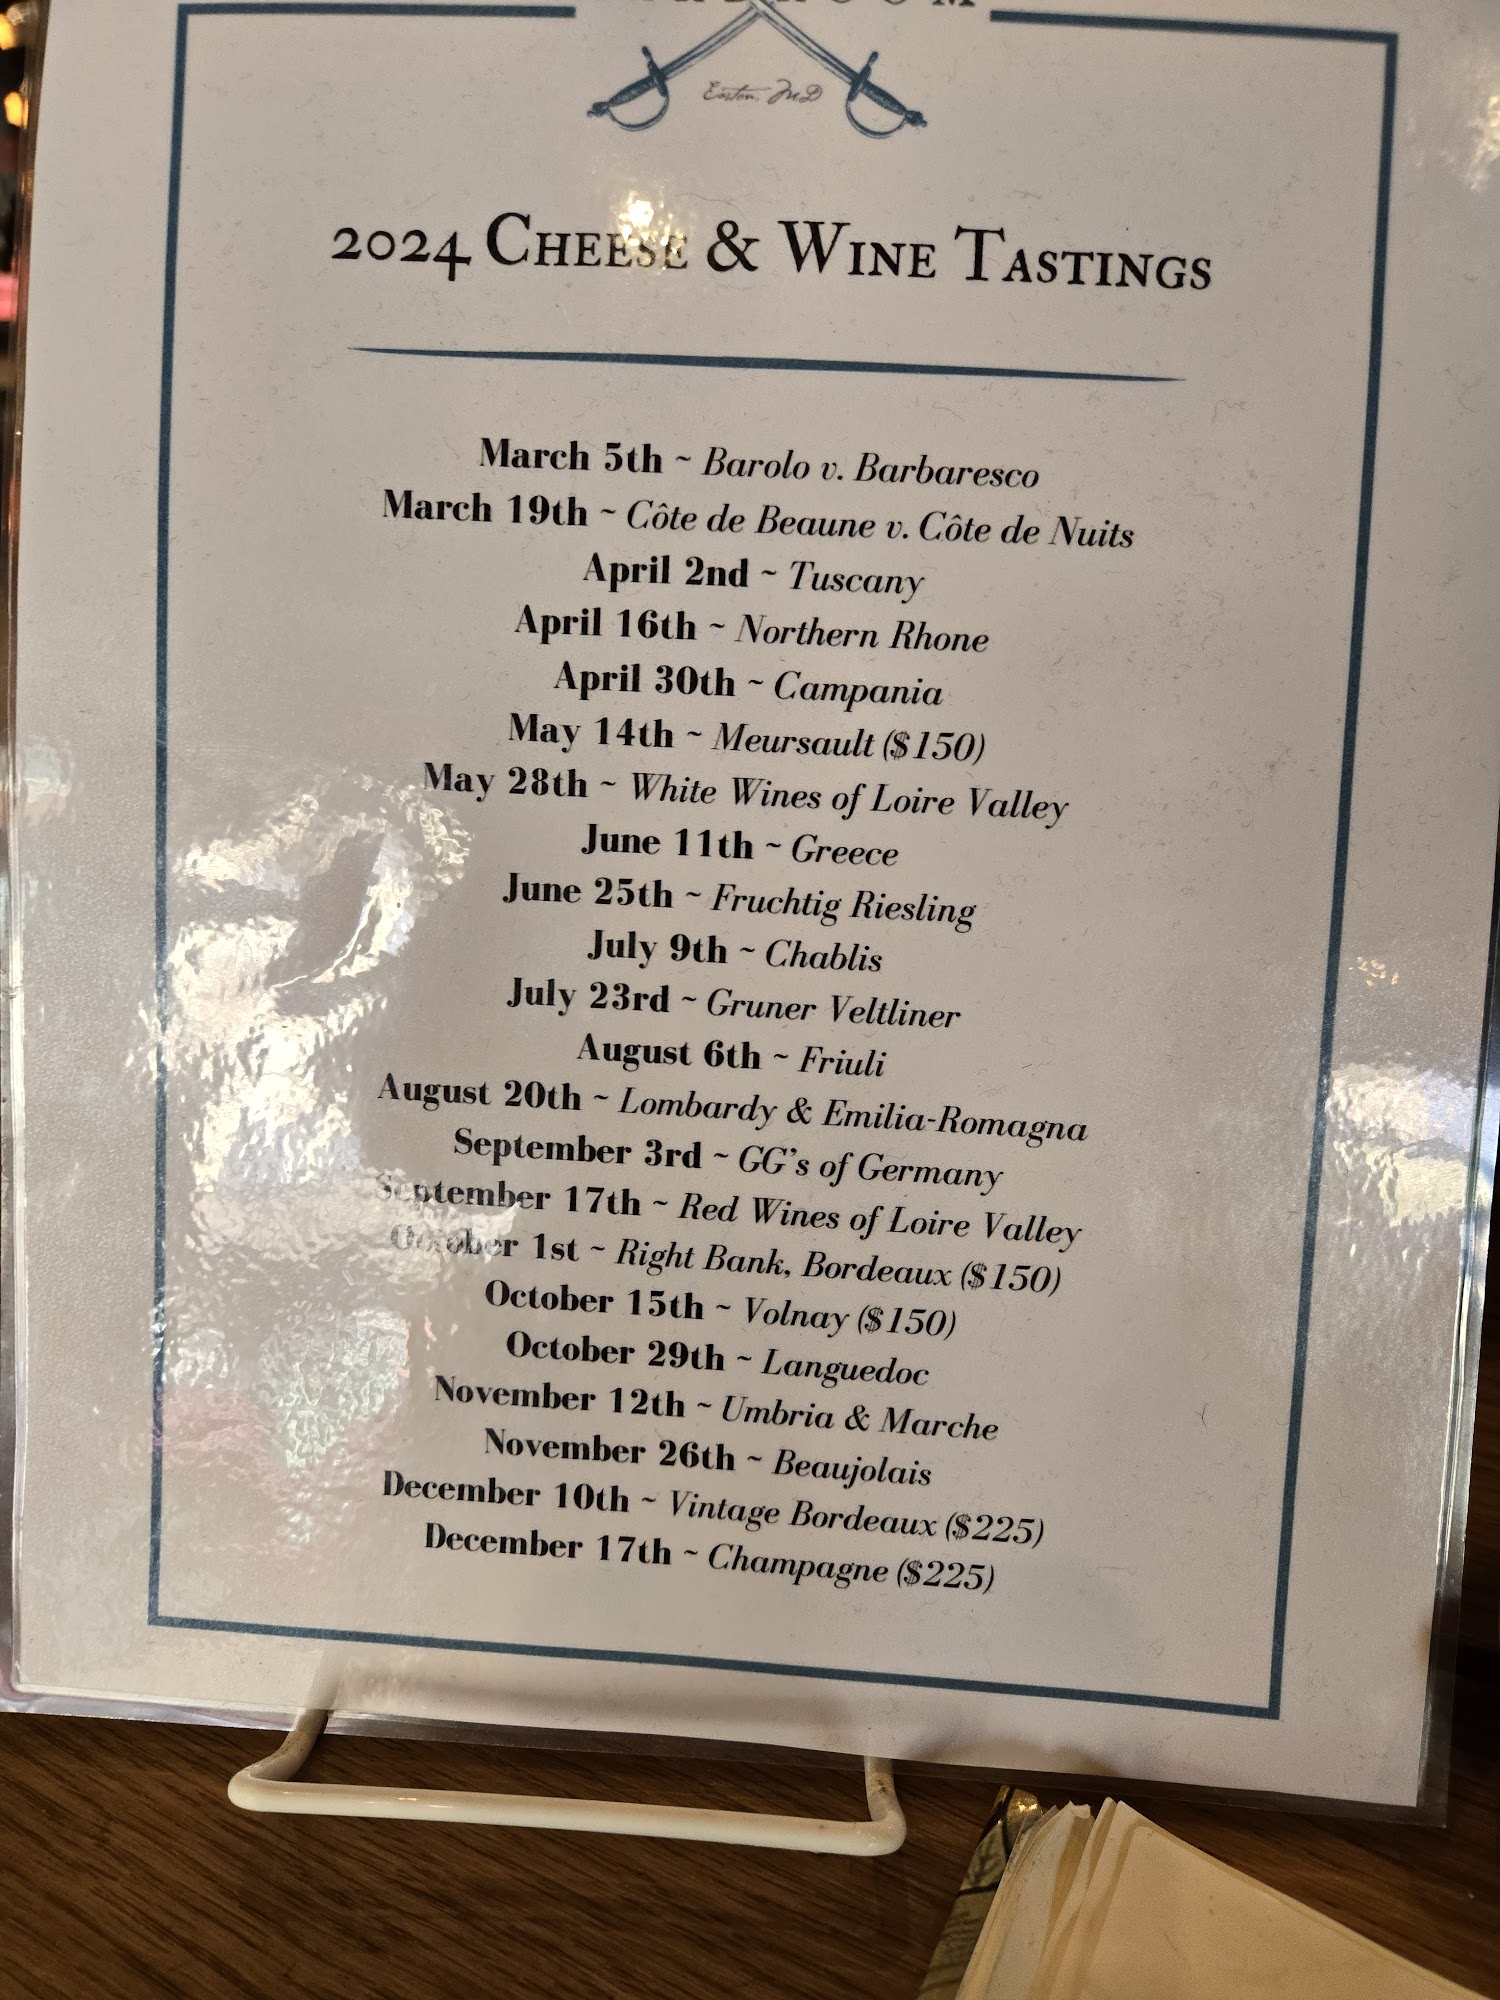 Easton, MD
2024 Cheese & Wine Tastings
March 5th ~ Barolo v. Barbaresco
March 19th ~ Côte de Beaune v. Côte de Nuits
April 2nd ~ Tuscany
April 16th ~ Northern Rhone
April 30th ~ Campania
May 14th ~ Meursault ($150)
May 28th ~ White Wines of Loire Valley
June 11th ~ Greece
June 25th ~ Fruchtig Riesling
July 9th ~ Chablis
July 23rd ~ Gruner Veltliner
August 6th ~ Friuli
August 20th ~ Lombardy & Emilia-Romagna
September 3rd ~ GG's of Germany
September 17th ~ Red Wines of Loire Valley
October 1st ~ Right Bank, Bordeaux ($150)
October 15th ~ Volnay ($150)
October 29th ~ Languedoc
November 12th ~ Umbria & Marche
November 26th ~ Beaujolais
December 10th ~ Vintage Bordeaux ($225)
December 17th ~ Champagne ($225)